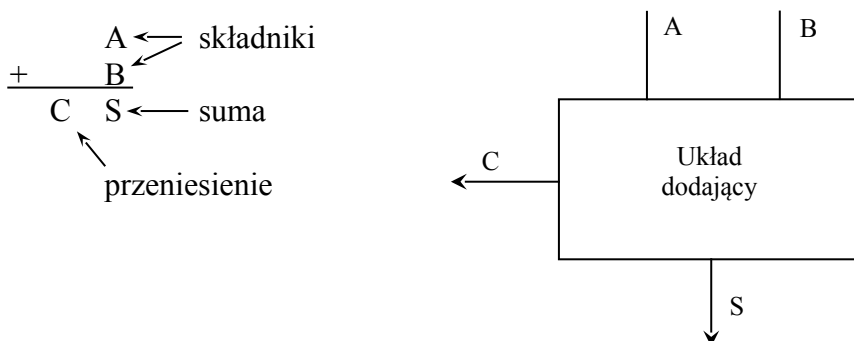 A
składniki
+ B
C S
suma
przeniesienie
A
B
C
Układ
dodający
S